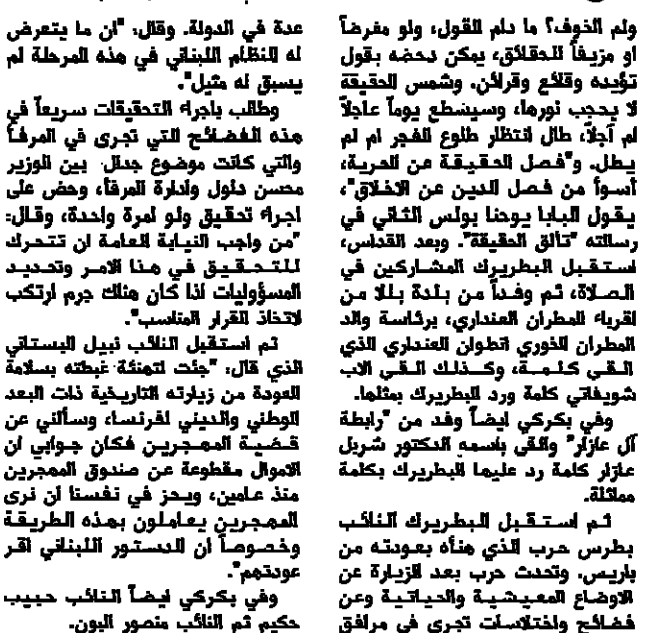 ولم الخوف؟ ما دام القول، ولو مغرضاً
او مزيفاً للحقائق، يمكن دحضه بقول
تؤيده وقائع وقرائن. وشمس الحقيقة
لا يحجب نورها، وسيسطع يوماً عاجلاً
ام آجلاً، طال انتظار طلوع الفجر ام لم
يطل. و"فصل الحقيقة عن الحرية،
أسوأ من فصل الدين عن الاخلاق"،
يقول البابا يوحنا بولس الثاني في
رسالته "تألق الحقيقة". وبعد القداس،
استقبل البطريرك المشاركين في
الصلاة، ثم وفداً من بلدة بللا من
اقرباء المطران العنداري، يرئاسة والد
المطران الخوري انطوان العنداري الذي
القى كلمة، وكذلك القى الاب
شويفاتي كلمة ورد البطريرك بمثلها.
وفي بكركي ايضاً وفد من "رابطة
آل عازار" والقى باسمه الدكتور شربل
عازار كلمة رد عليها البطريرك بكلمة
مماثلة.
ثم استقبل البطريرك النائب
بطرس حرب الذي هنأه بعودته من
باريس. وتحدث حرب بعد الزيارة عن
الاوضاع المعيشية والحياتية وعن
فضائح واختلاسات تجري في مرافق
عدة في الدولة. وقال: "ان ما يتعرض
له النظام اللبناني في هذه المرحلة لم
يسبق له مثيل".
وطالب باجراء التحقيقات سريعاً في
هذه الفضائح التي تجرى في المرفأ
والتي كانت موضوع جدال بين الوزير
محسن دلول وادارة المرفأ، وحض على
اجراء تحقيق ولو لمرة واحدة، وقال:
"من واجب النيابة العامة ان تتحرك
للتحقيق في هذا الامر وتحديد
المسؤوليات اذا كان هناك جرم ارتكب
لاتخاذ القرار المناسب".
ثم استقبل النائب نبيل البستاني
الذي قال: "جئت لتهنئة غبطته بسلامة
العودة من زيارته التاريخية ذات البعد
الوطني والديني لفرنسا، وسألني عن
قضية المهجرين فكان جوابي ان
الاموال مقطوعة عن صندوق المهجرين
منذ عامين، ويحز في نفسنا ان نرى
المهجرين يعاملون بهذه الطريقة
وخصوصاً ان الدستور اللبناني اقر
عودتهم".
وفي بكركي ايضاً النائب حبيب
حكيم ثم النائب منصور البون.